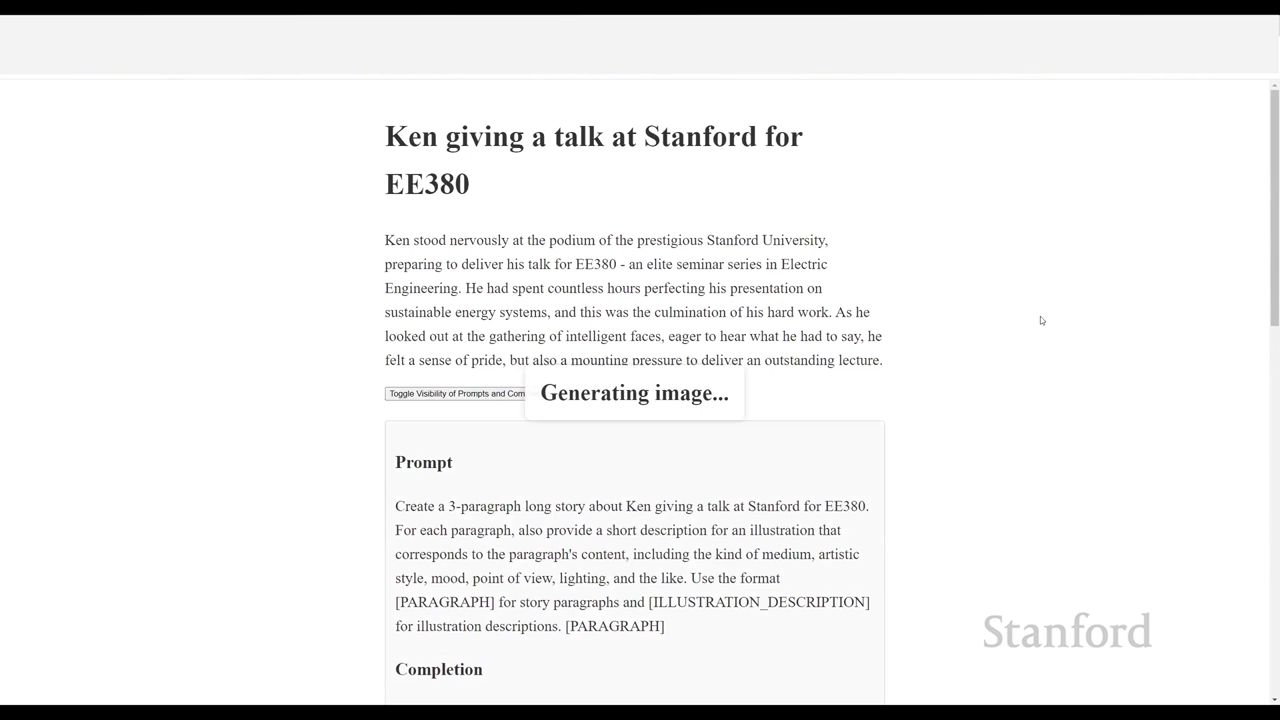 Ken giving a talk at Stanford for
EE380
Ken stood nervously at the podium of the prestigious Stanford University,
preparing to deliver his talk for EE380 - an elite seminar series in Electric
Engineering. He had spent countless hours perfecting his presentation on
sustainable energy systems, and this was the culmination of his hard work. As he
looked out at the gathering of intelligent faces, eager to hear what he had to say, he
felt a sense of pride, but also a mounting pressure to deliver an outstanding lecture.
Toggle Visibility of Prompts and Com
Generating image...
Prompt
Create a 3-paragraph long story about Ken giving a talk at Stanford for EE380.
For each paragraph, also provide a short description for an illustration that
corresponds to the paragraph's content, including the kind of medium, artistic
style, mood, point of view, lighting, and the like. Use the format
[PARAGRAPH] for story paragraphs and [ILLUSTRATION_DESCRIPTION]
for illustration descriptions. [PARAGRAPH]
Stanford
Completion